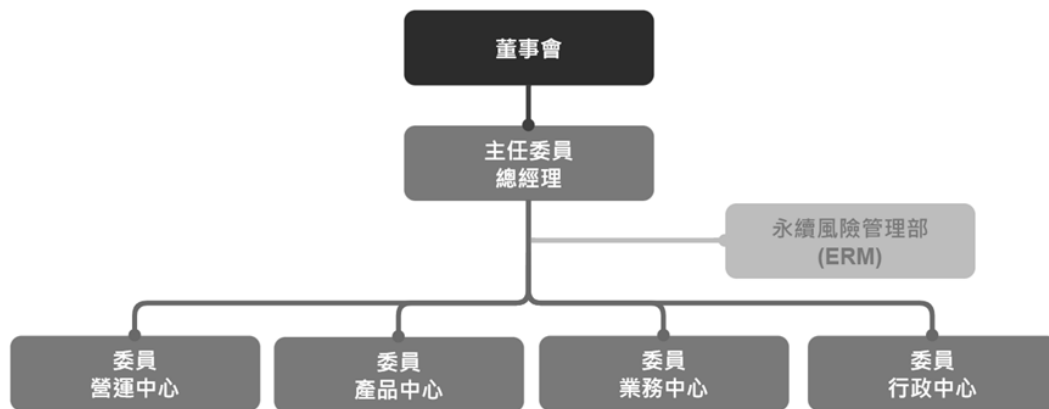 董事會
主任委員
總經理
永續風險管理部
(ERM)
委員
營運中心
委員
產品中心
委員
業務中心
委員
行政中心